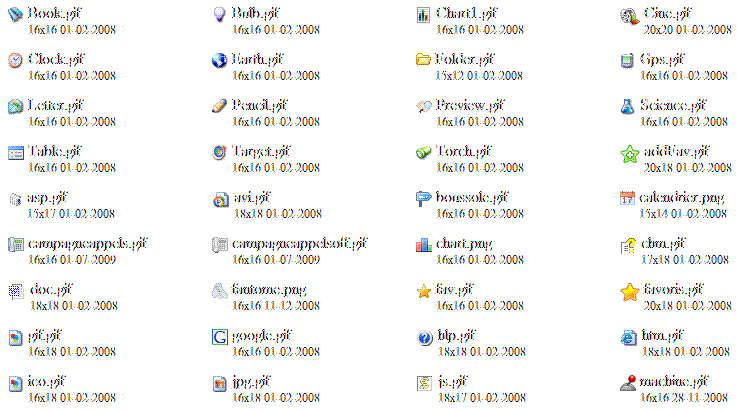 Book.gif
16x16 01-02-2008
Bulb.gif
16x16 01-02-2008
Chart1.gif
16x16 01-02-2008
Cine.gif
20x20 01-02-2008
Clock.gif
16x16 01-02-2008
Earth.gif
16x16 01-02-2008
Folder.gif
15x12 01-02-2008
Gps.gif
16x16 01-02-2008
Letter.gif
16x16 01-02-2008
Pencil.gif
16x16 01-02-2008
Preview.gif
16x16 01-02-2008
Science.gif
16x16 01-02-2008
Table.gif
16x16 01-02-2008
Target.gif
16x16 01-02-2008
Torch.gif
16x16 01-02-2008
addFav.gif
20x18 01-02-2008
asp.gif
15x17 01-02-2008
avi.gif
18x18 01-02-2008
boussole.gif
16x16 01-02-2008
calendrier.png
15x14 01-02-2008
campagneappels.gif
16x16 01-07-2009
campagneappelsoff.gif
16x16 01-07-2009
chart.png
16x16 01-02-2008
chm.gif
17x18 01-02-2008
doc.gif
18x18 01-02-2008
fantome.png
16x16 11-12-2008
fav.gif
16x16 01-02-2008
favoris.gif
20x18 01-02-2008
gif.gif
16x18 01-02-2008
google.gif
16x16 01-02-2008
hlp.gif
18x18 01-02-2008
htm.gif
18x18 01-02-2008
ico.gif
16x18 01-02-2008
jpg.gif
16x18 01-02-2008
js.gif
18x17 01-02-2008
machine.gif
16x16 28-11-2008